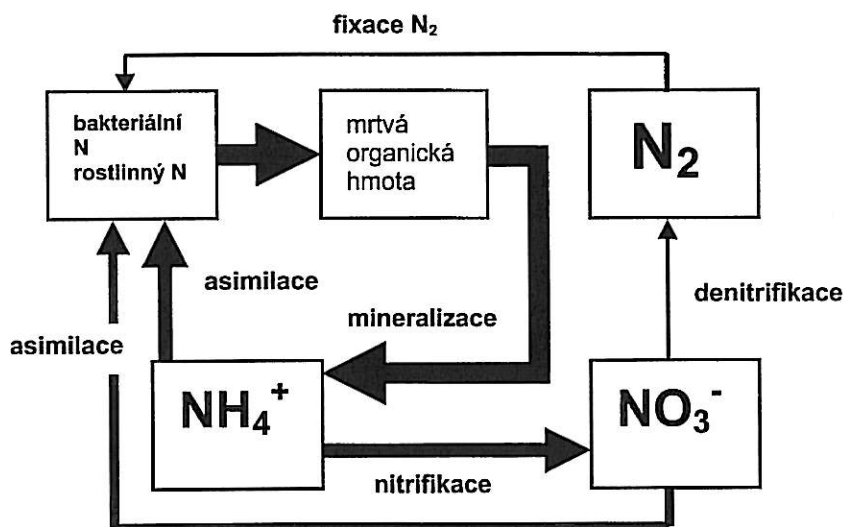 fixace N₂
bakteriální
N
rostlinný N
mrtvá
organická
hmota
N₂
asimilace
denitrifikace
mineralizace
asimilace
NH₄⁺
NO₃⁻
nitrifikace